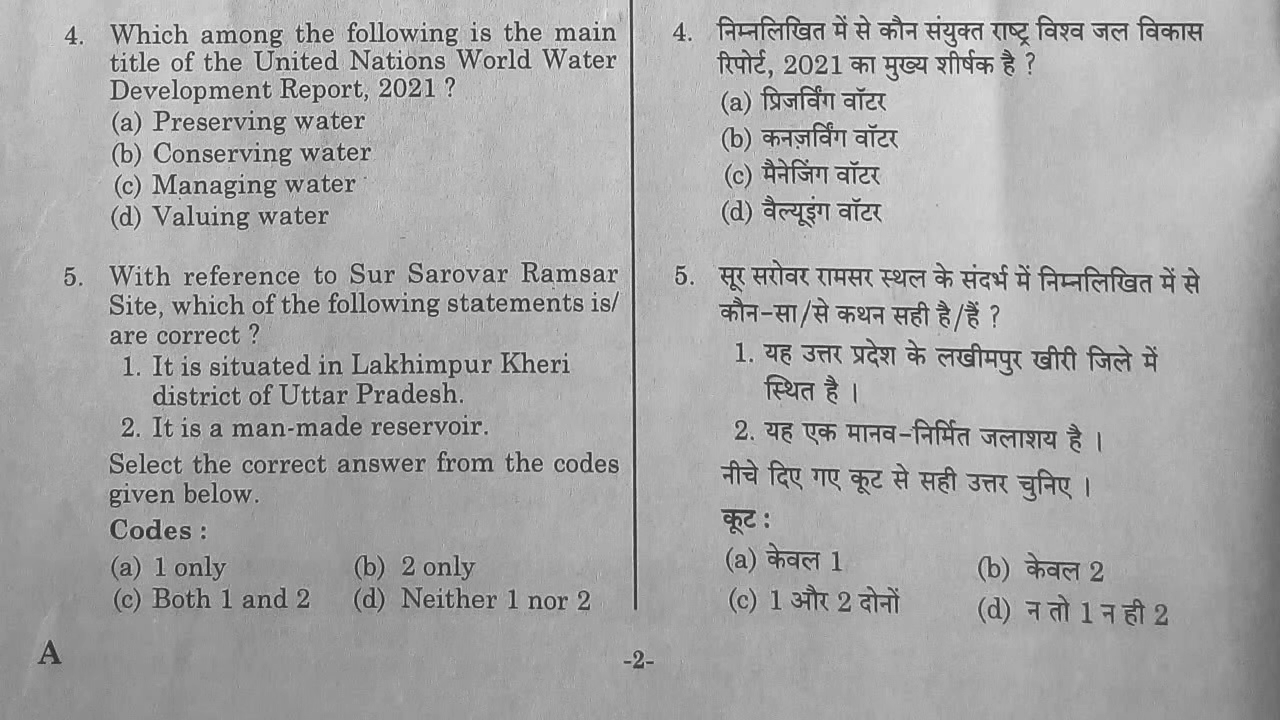 4. Which among the following is the main
title of the United Nations World Water
Development Report, 2021 ?
(a) Preserving water
(b) Conserving water
(c) Managing water
(d) Valuing water
5. With reference to Sur Sarovar Ramsar
Site, which of the following statements is/
are correct ?
1. It is situated in Lakhimpur Kheri
district of Uttar Pradesh.
2. It is a man-made reservoir.
Select the correct answer from the codes
given below.
Codes :
(a) 1 only (b) 2 only
(c) Both 1 and 2 (d) Neither 1 nor 2
4. निम्नलिखित में से कौन संयुक्त राष्ट्र विश्व जल विकास
रिपोर्ट, 2021 का मुख्य शीर्षक है ?
(a) प्रिजर्विंग वॉटर
(b) कनज़र्विंग वॉटर
(c) मैनेजिंग वॉटर
(d) वैल्यूइंग वॉटर
5. सूर सरोवर रामसर स्थल के संदर्भ में निम्नलिखित में से
कौन-सा/से कथन सही है/हैं ?
1. यह उत्तर प्रदेश के लखीमपुर खीरी जिले में
स्थित है ।
2. यह एक मानव-निर्मित जलाशय है ।
नीचे दिए गए कूट से सही उत्तर चुनिए ।
कूट :
(a) केवल 1 (b) केवल 2
(c) 1 और 2 दोनों (d) न तो 1 न ही 2
A -2-